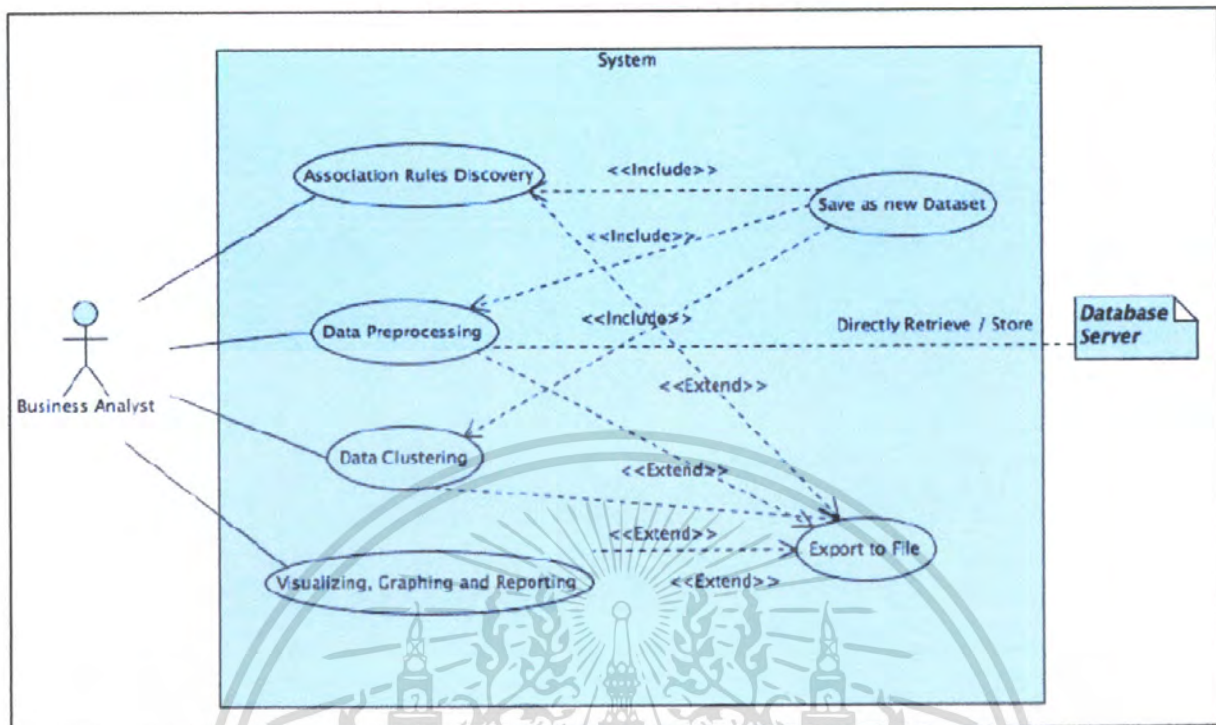 System
Association Rules Discovery
<<Include>>
Save as new Dataset
<<Include>>
Data Preprocessing
<<Include>>
Directly Retrieve / Store
Database
Server
Business Analyst
<<Extend>>
Data Clustering
<<Extend>>
<<Extend>>
Export to File
Visualizing, Graphing and Reporting
<<Extend>>